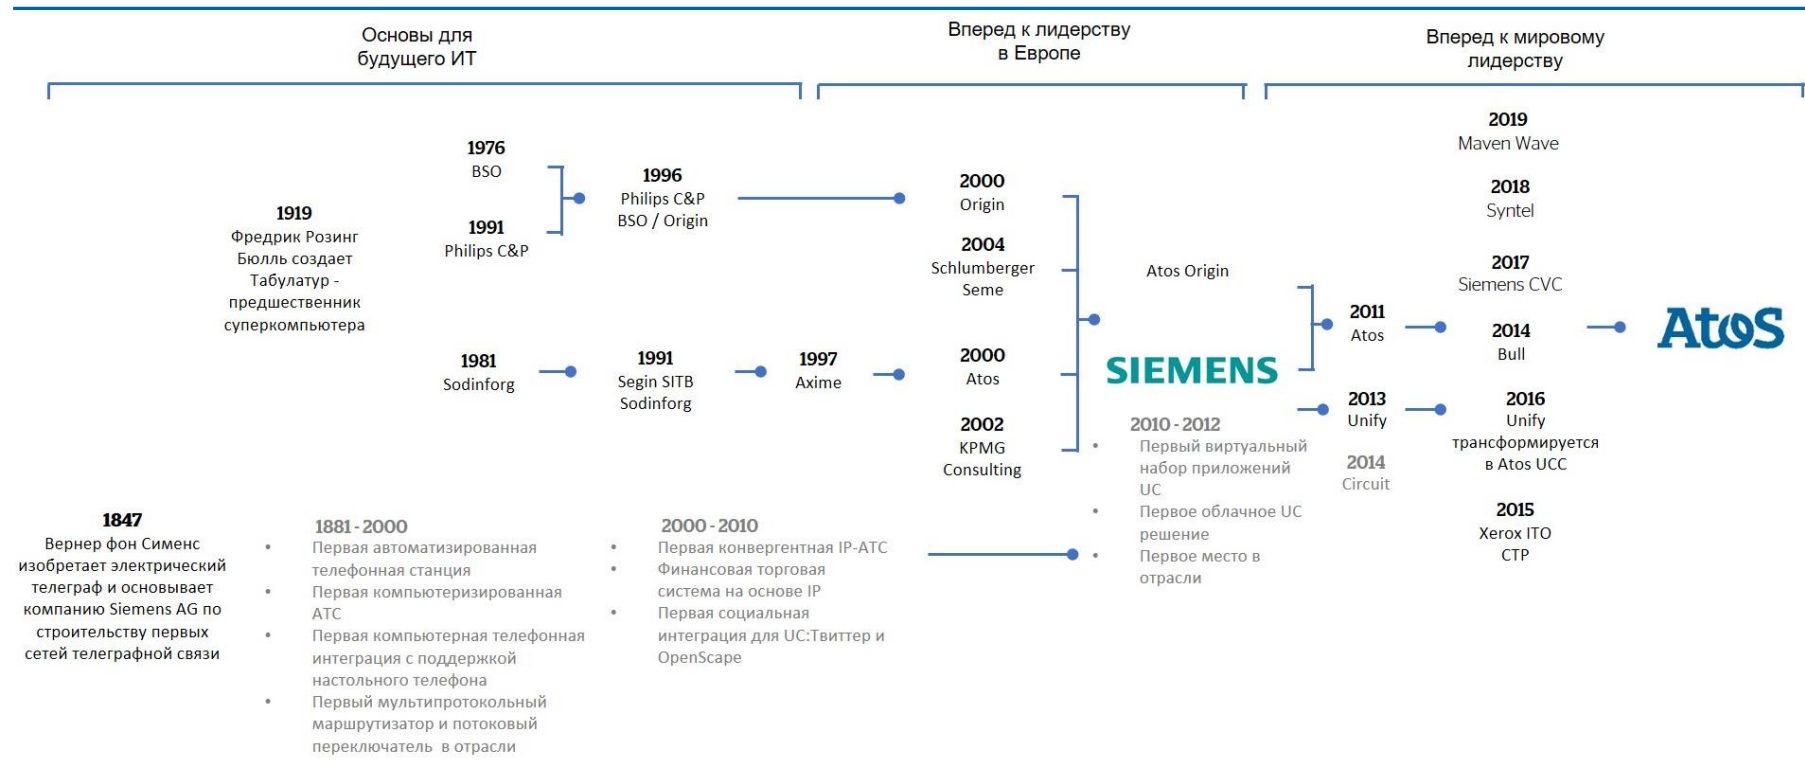 Основы для
будущего ИТ
Вперед к лидерству
в Европе
Вперед к мировому
лидерству
1919
Фредрик Розинг
Бюлль создает
Табулатур -
предшественник
суперкомпьютера
1976
BSO
1991
Philips C&P
1996
Philips C&P
BSO / Origin
1981
Sodinforg
1991
Segin SITB
Sodinforg
1997
Axime
2000
Origin
2004
Schlumberger
Seme
2000
Atos
2002
KPMG
Consulting
Atos Origin
SIEMENS
2010 - 2012
• Первый виртуальный
набор приложений
UC
• Первое облачное UC
решение
• Первое место в
отрасли
2011
Atos
2013
Unify
2014
Circuit
2019
Maven Wave
2018
Syntel
2017
Siemens CVC
2014
Bull
2016
Unify
трансформируется
в Atos UCC
2015
Xerox ITO
CTP
Atos
1847
Вернер фон Сименс
изобретает электрический
телеграф и основывает
компанию Siemens AG по
строительству первых
сетей телеграфной связи
1881 - 2000
• Первая автоматизированная
телефонная станция
• Первая компьютеризированная
АТС
• Первая компьютерная телефонная
интеграция с поддержкой
настольного телефона
• Первый мультипротокольный
маршрутизатор и потоковый
переключатель в отрасли
2000 - 2010
• Первая конвергентная IP-АТС
• Финансовая торговая
система на основе IP
• Первая социальная
интеграция для UC:Твиттер и
OpenScape